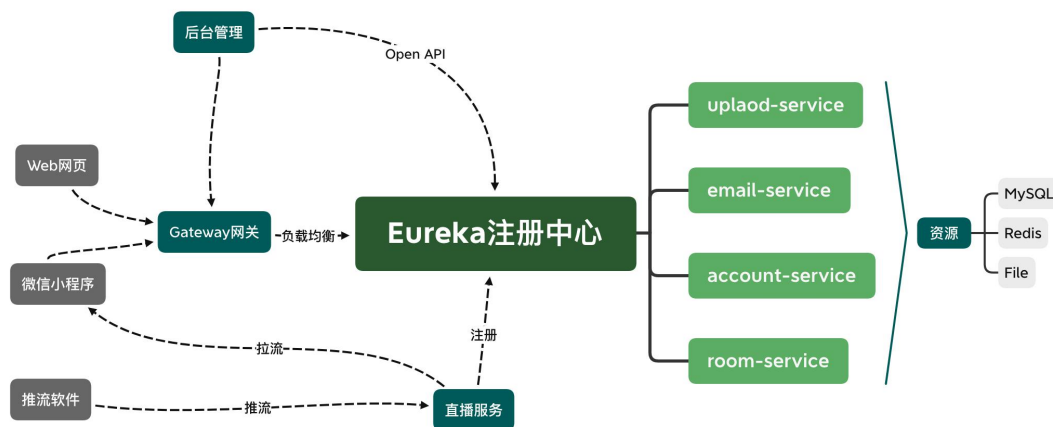 后台管理
Open API
uplaod-service
Web网页
email-service
MySQL
Gateway网关
负载均衡
Eureka注册中心
资源
Redis
微信小程序
account-service
File
注册
拉流
room-service
推流软件
推流
直播服务